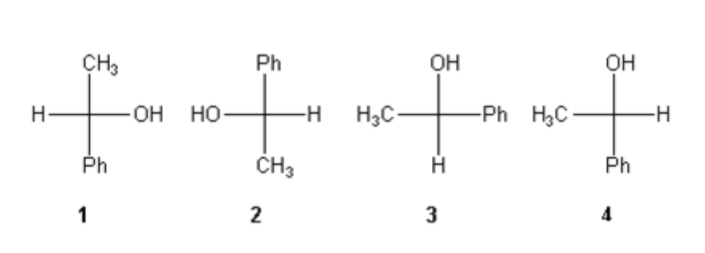 CH₃ Ph OH OH
H OH HO H H₃C Ph H₃C H
Ph CH₃ H Ph
1 2 3 4